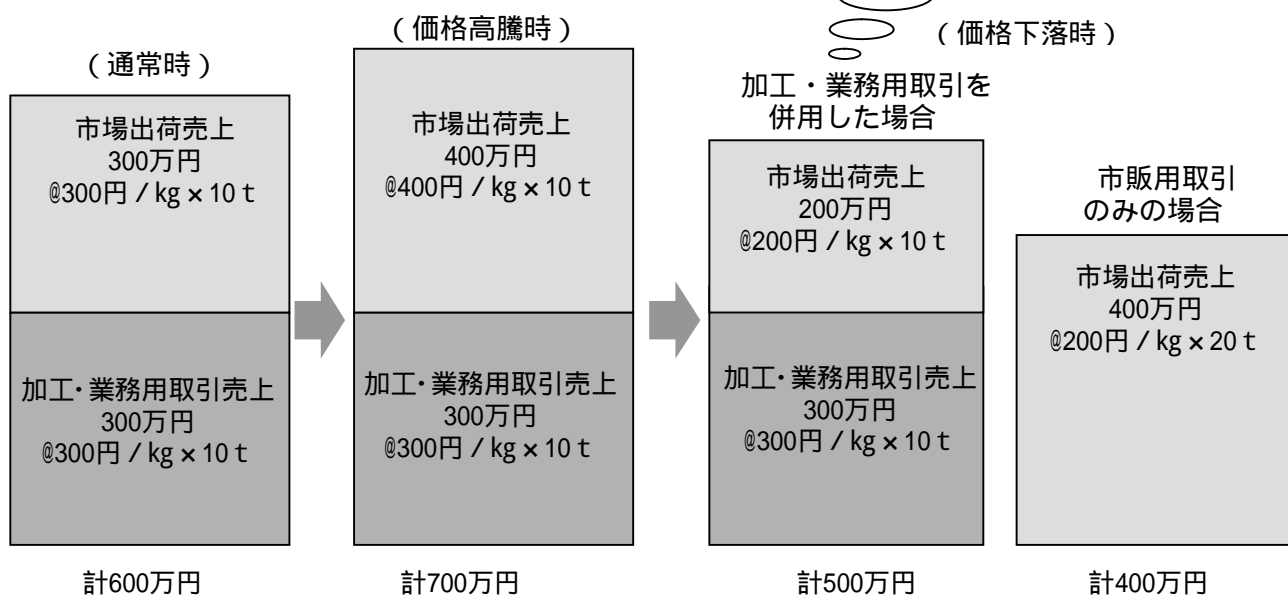 (通常時)
市場出荷売上
300万円
@300円/kg×10t
加工・業務用取引売上
300万円
@300円/kg×10t
計600万円
(価格高騰時)
市場出荷売上
400万円
@400円/kg×10t
加工・業務用取引売上
300万円
@300円/kg×10t
計700万円
(価格下落時)
加工・業務用取引を
併用した場合
市場出荷売上
200万円
@200円/kg×10t
加工・業務用取引売上
300万円
@300円/kg×10t
計500万円
市販用取引
のみの場合
市場出荷売上
400万円
@200円/kg×20t
計400万円